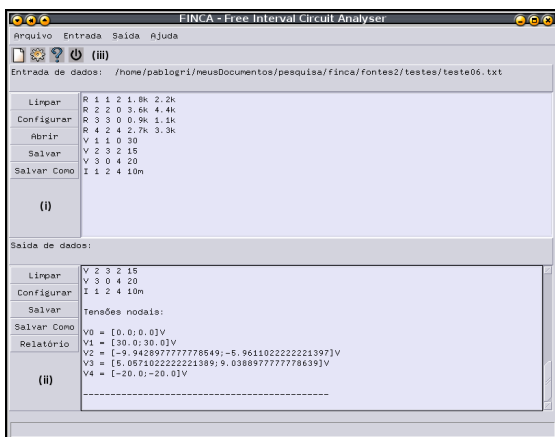 FINCA - Free Interval Circuit Analyser
Arquivo Entrada Saída Ajuda
(iii)
Entrada de dados: /home/pablogri/meusDocumentos/pesquisa/finca/fontes2/testes/teste06.txt
Limpar
Configurar
Abrir
Salvar
Salvar Como
(i)
R 1 1 2 1.8k 2.2k
R 2 2 0 3.6k 4.4k
R 3 3 0 0.9k 1.1k
R 4 2 4 2.7k 3.3k
V 1 1 0 30
V 2 3 2 15
V 3 0 4 20
I 1 2 4 10m
Saída de dados:
Limpar
Configurar
Salvar
Salvar Como
Relatório
(ii)
V 2 3 2 15
V 3 0 4 20
I 1 2 4 10m
Tensões nodais:
V0 = [0.0;0.0]V
V1 = [30.0;30.0]V
V2 = [-9.9428977777778549;-5.9611022222221397]V
V3 = [5.0571022222221389;9.0388977777778639]V
V4 = [-20.0;-20.0]V
---------------------------------------------